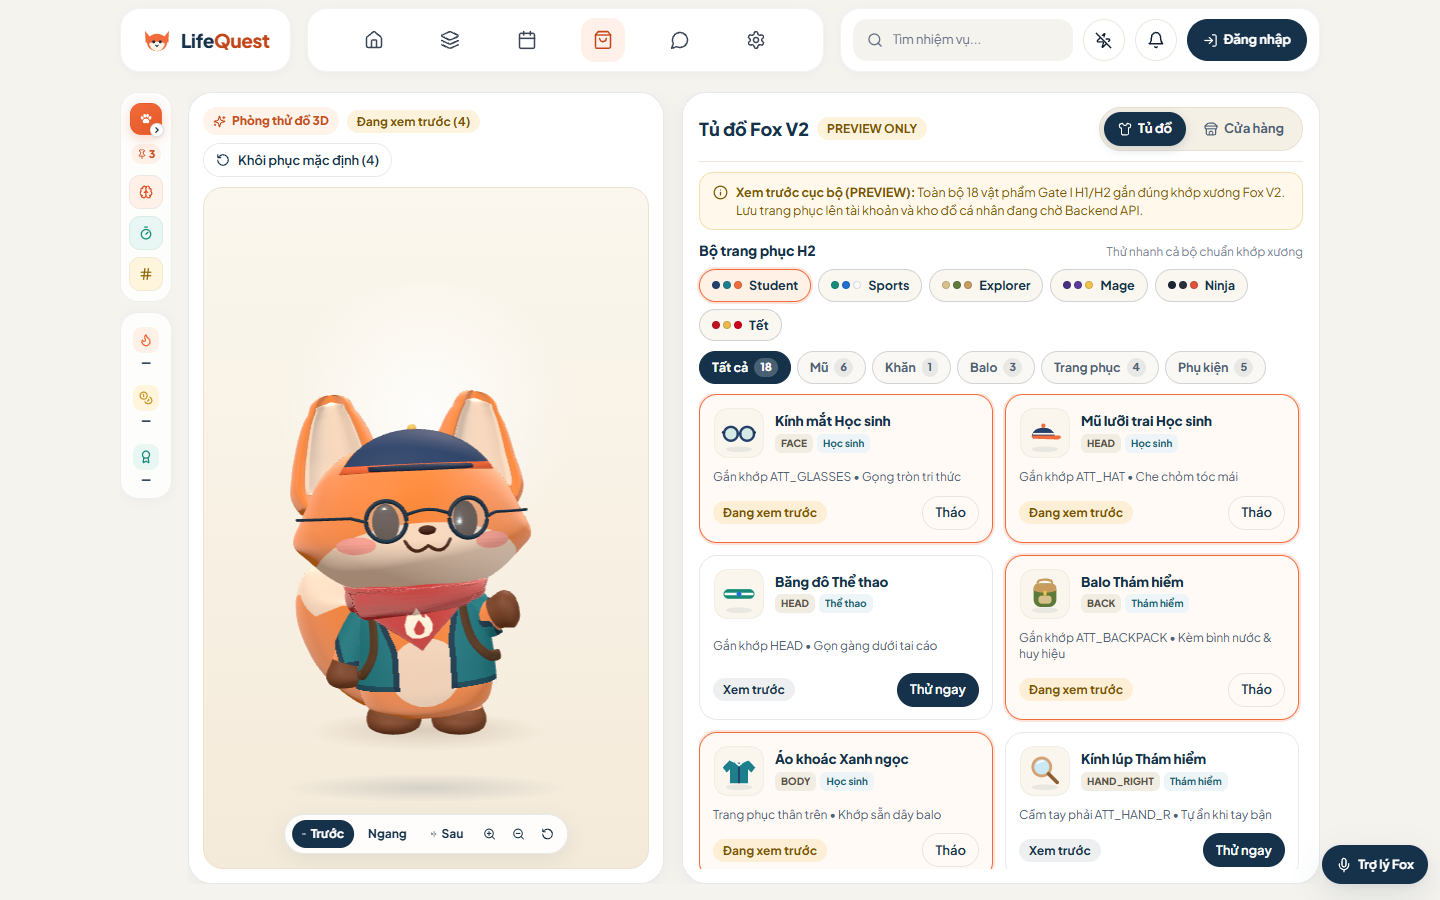 LifeQuest
Tìm nhiệm vụ...
Đăng nhập
3
Phòng thử đồ 3D
Đang xem trước (4)
Khôi phục mặc định (4)
Trước
Ngang
Sau
Tủ đồ Fox V2
PREVIEW ONLY
Tủ đồ
Cửa hàng
Xem trước cục bộ (PREVIEW): Toàn bộ 18 vật phẩm Gate I H1/H2 gắn đúng khớp xương Fox V2.
Lưu trang phục lên tài khoản và kho đồ cá nhân đang chờ Backend API.
Bộ trang phục H2
Thử nhanh cả bộ chuẩn khớp xương
Student
Sports
Explorer
Mage
Ninja
Tết
Tất cả 18
Mũ 6
Khăn 1
Balo 3
Trang phục 4
Phụ kiện 5
Kính mắt Học sinh
FACE
Học sinh
Gắn khớp ATT_GLASSES • Gọng tròn tri thức
Đang xem trước
Tháo
Mũ lưỡi trai Học sinh
HEAD
Học sinh
Gắn khớp ATT_HAT • Che chỏm tóc mái
Đang xem trước
Tháo
Băng đô Thể thao
HEAD
Thể thao
Gắn khớp HEAD • Gọn gàng dưới tai cáo
Xem trước
Thử ngay
Balo Thám hiểm
BACK
Thám hiểm
Gắn khớp ATT_BACKPACK • Kèm bình nước &
huy hiệu
Đang xem trước
Tháo
Áo khoác Xanh ngọc
BODY
Học sinh
Trang phục thân trên • Khớp sẵn dây balo
Đang xem trước
Tháo
Kính lúp Thám hiểm
HAND_RIGHT
Thám hiểm
Cầm tay phải ATT_HAND_R • Tự ẩn khi tay bận
Xem trước
Thử ngay
Trợ lý Fox